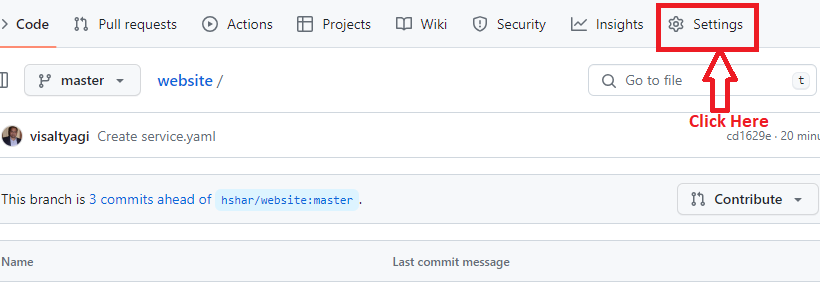 Code Pull requests Actions Projects Wiki Security Insights Settings
master website / Go to file t
Click Here
visaltyagi Create service.yaml cd1629e · 20 minu
This branch is 3 commits ahead of hshar/website:master .
Contribute
Name Last commit message